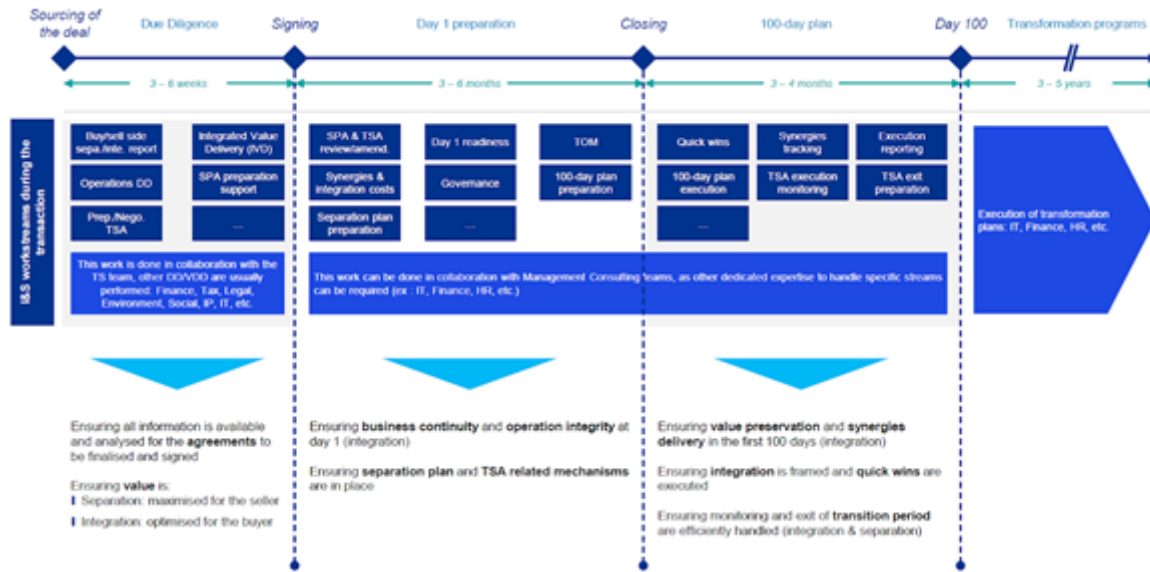 Sourcing of
the deal
Due Diligence
Signing
Day 1 preparation
Closing
100-day plan
Day 100
Transformation programs
3 – 6 weeks
3 – 6 months
3 – 4 months
3 – 5 years
I&S workstreams during the
transaction
Buy/sell side
sepa./inte. report
Integrated Value
Delivery (IVD)
Operations DD
SPA preparation
support
Prep./Nego.
TSA
....
This work is done in collaboration with the
TS team, other DD/VDD are usually
performed: Finance, Tax, Legal,
Environment, Social, IP, IT, etc.
SPA & TSA
review/amend.
Day 1 readiness
TOM
Synergies &
integration costs
Governance
100-day plan
preparation
Separation plan
preparation
....
Quick wins
Synergies
tracking
Execution
reporting
100-day plan
execution
TSA execution
monitoring
TSA exit
preparation
....
This work can be done in collaboration with Management Consulting teams, as other dedicated expertise to handle specific streams
can be required (ex : IT, Finance, HR, etc.)
Execution of transformation
plans: IT, Finance, HR, etc.
Ensuring all information is available
and analysed for the agreements to
be finalised and signed
Ensuring value is:
Separation: maximised for the seller
Integration: optimised for the buyer
Ensuring business continuity and operation integrity at
day 1 (integration)
Ensuring separation plan and TSA related mechanisms
are in place
Ensuring value preservation and synergies
delivery in the first 100 days (integration)
Ensuring integration is framed and quick wins are
executed
Ensuring monitoring and exit of transition period
are efficiently handled (integration & separation)